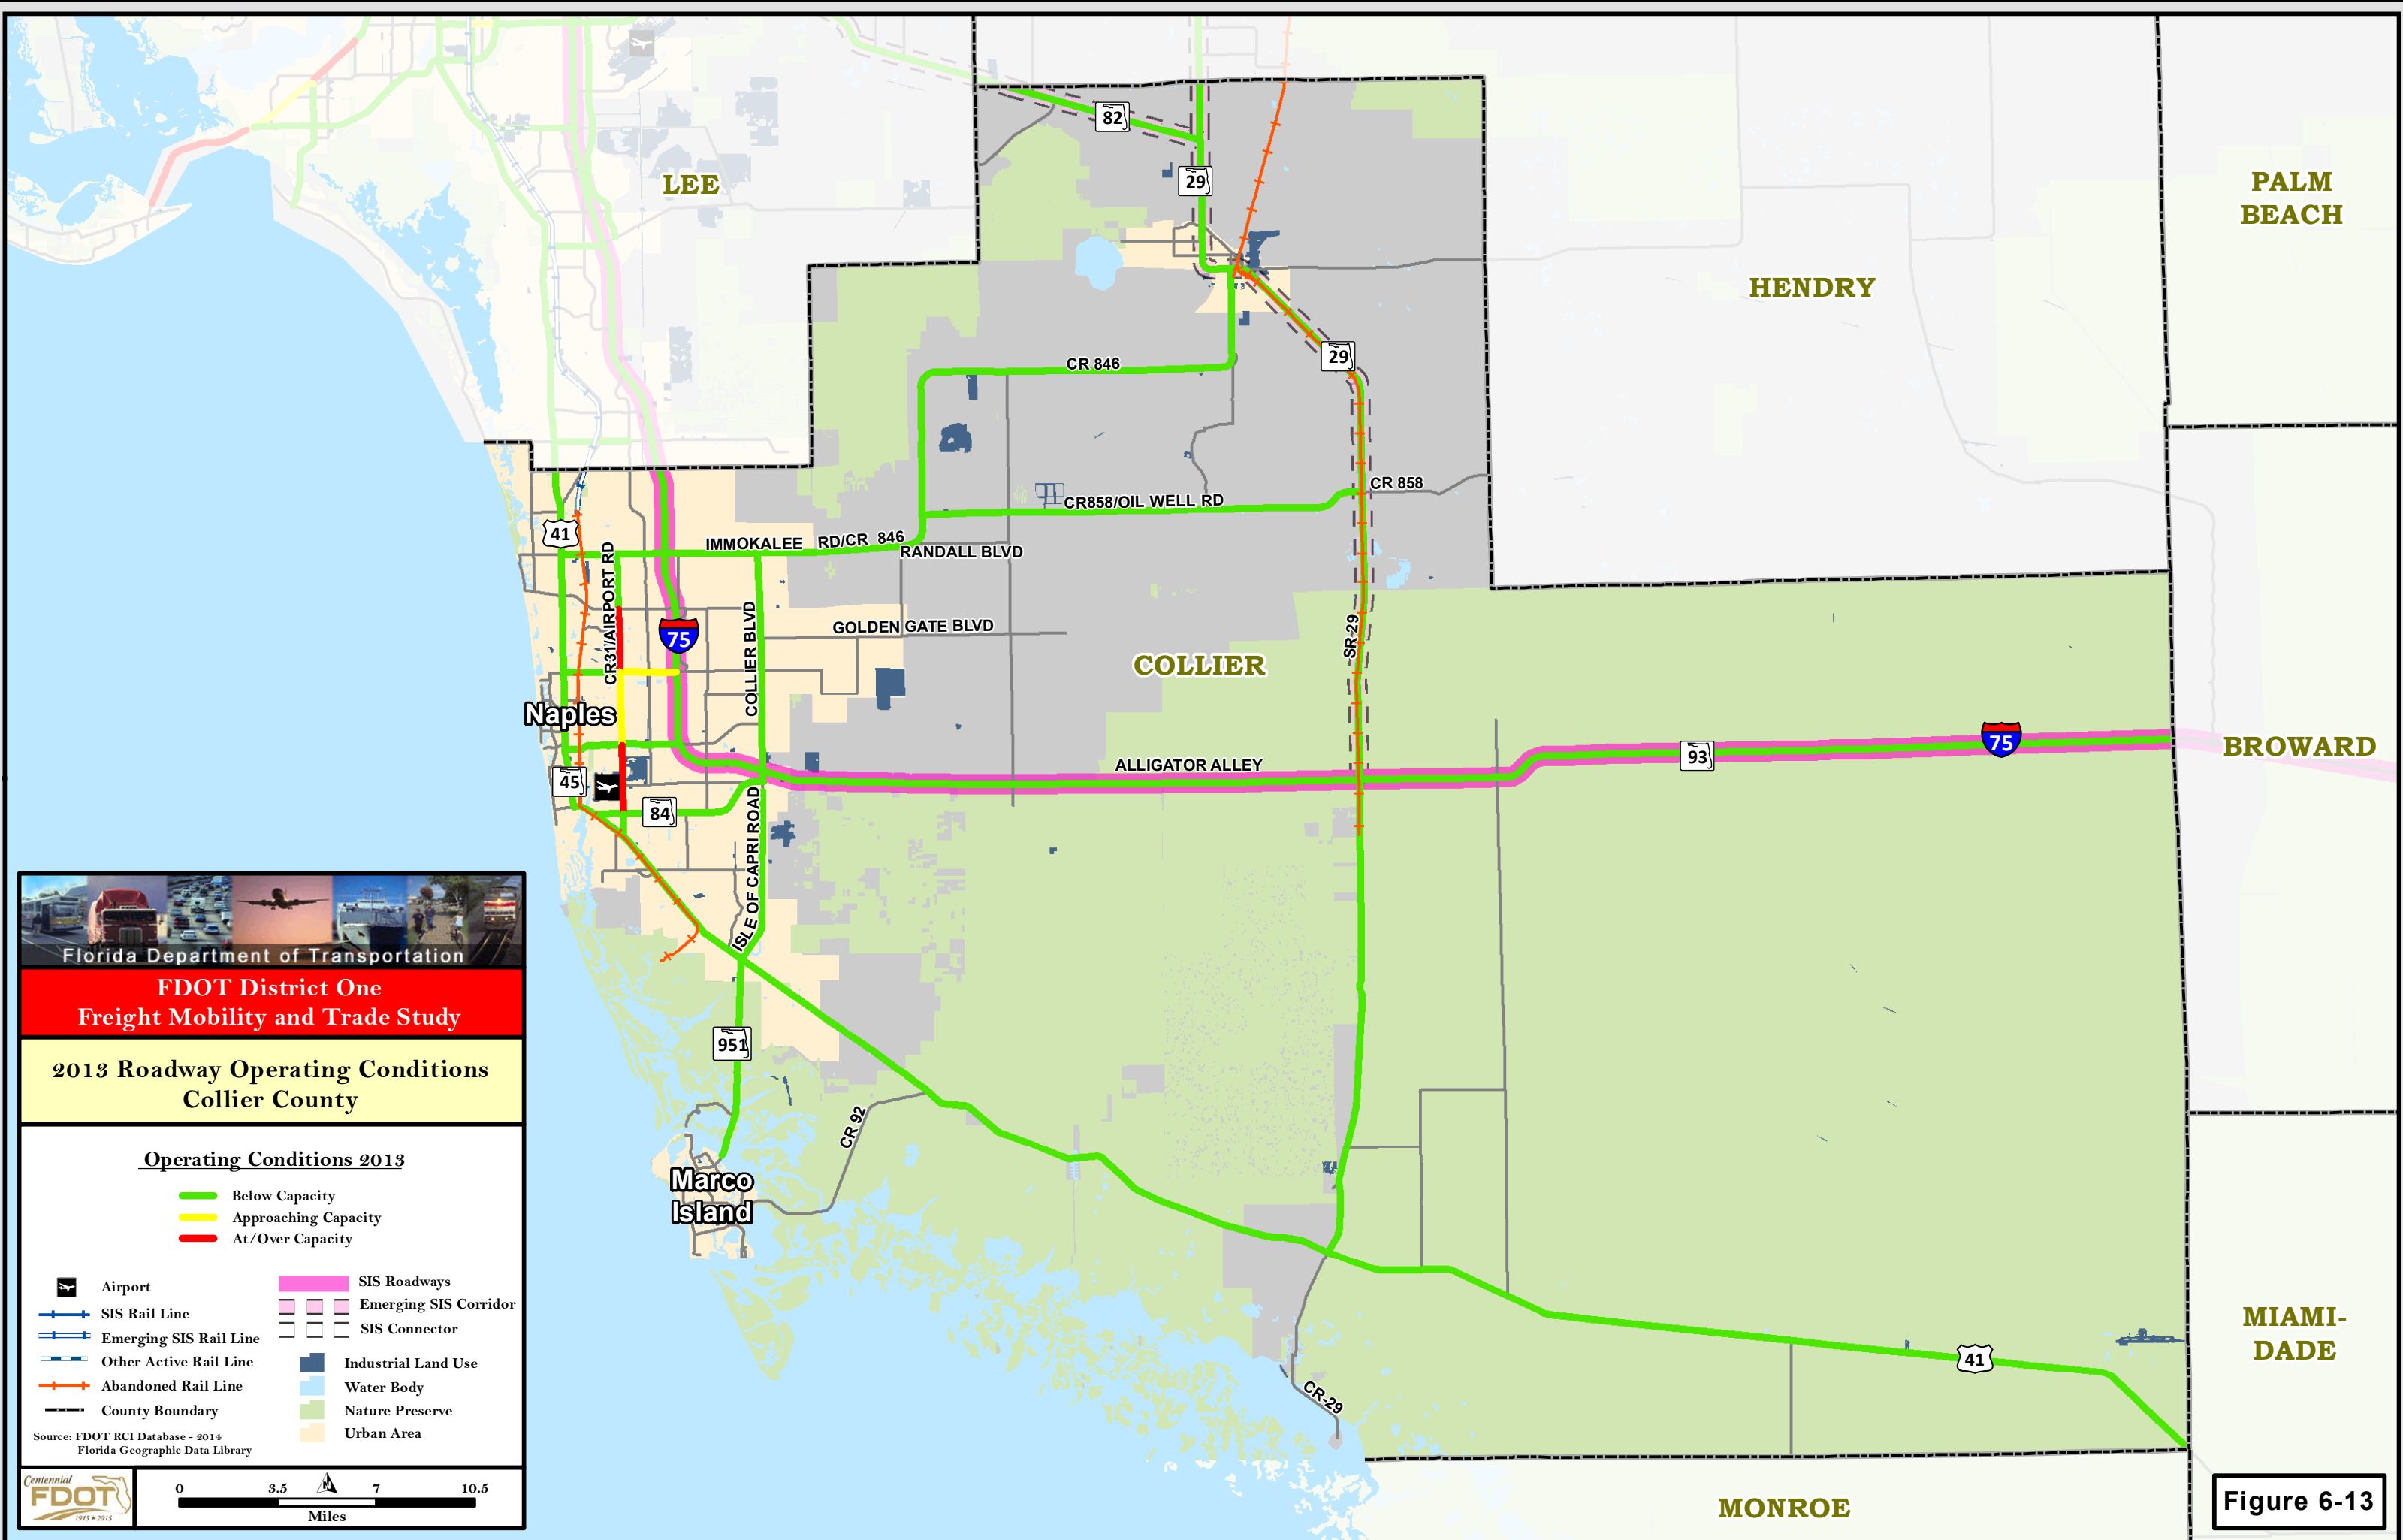 82
29
LEE
PALM
BEACH
HENDRY
CR 846
29
CR 858
CR858/OIL WELL RD
41
IMMOKALEE RD/CR 846
RANDALL BLVD
CR31/AIRPORT RD
75
COLLIER BLVD
GOLDEN GATE BLVD
SR 29
COLLIER
Naples
75
93
BROWARD
ALLIGATOR ALLEY
45
84
ISLE OF CAPRI ROAD
951
CR 92
Marco
Island
41
CR-29
MIAMI-
DADE
MONROE
Florida Department of Transportation
FDOT District One
Freight Mobility and Trade Study
2013 Roadway Operating Conditions
Collier County
Operating Conditions 2013
Below Capacity
Approaching Capacity
At/Over Capacity
Airport
SIS Rail Line
Emerging SIS Rail Line
Other Active Rail Line
Abandoned Rail Line
County Boundary
SIS Roadways
Emerging SIS Corridor
SIS Connector
Industrial Land Use
Water Body
Nature Preserve
Urban Area
Source: FDOT RCI Database - 2014
Florida Geographic Data Library
Centennial
FDOT
1915 ★ 2015
0 3.5 7 10.5
Miles
Figure 6-13